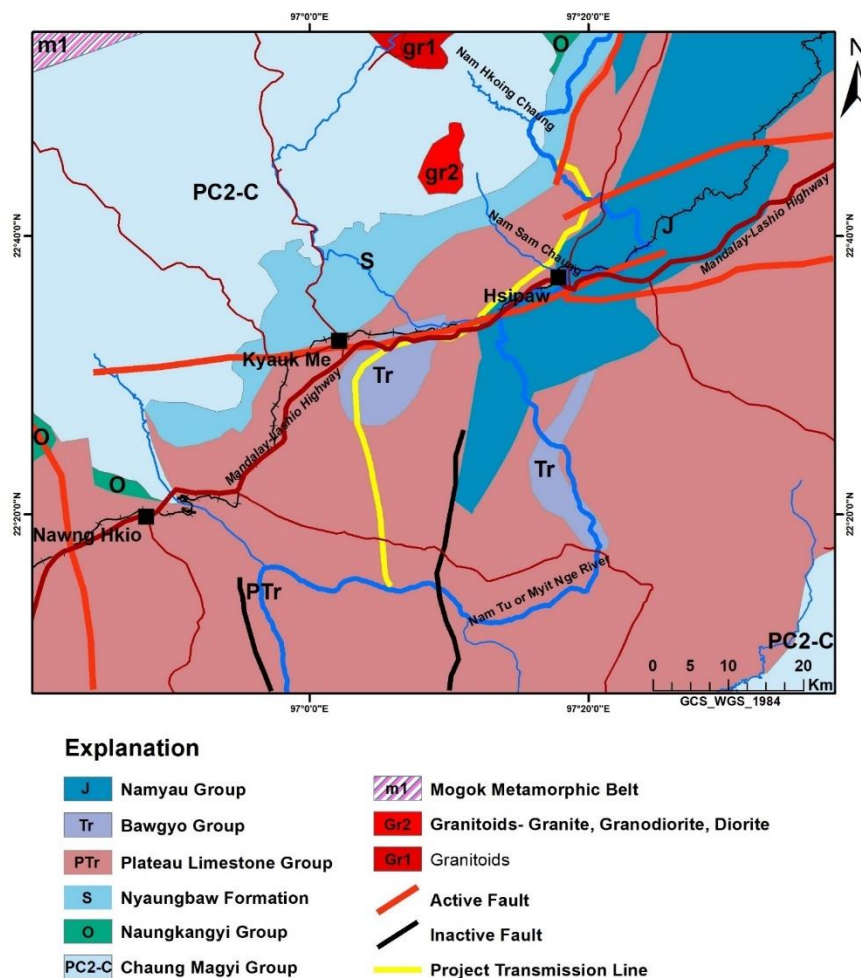 97°0'0"E
97°20'0"E
m1
gr1
O
N
Nam Hkoing Chaung
gr2
PC2-C
22°40'0"N
22°40'0"N
S
Nam Sam Chaung
J
Mandalay-Lashio Highway
Hsipaw
Kyauk Me
Tr
Mandalay-Lashio Highway
O
Tr
O
22°20'0"N
22°20'0"N
Nawng Hkio
PTr
Nam Tu or Myit Nge River
PC2-C
0 5 10 20
Km
GCS_WGS_1984
97°0'0"E
97°20'0"E
Explanation
J Namyau Group
Tr Bawgyo Group
PTr Plateau Limestone Group
S Nyaungbaw Formation
O Naungkangyi Group
PC2-C Chaung Magyi Group
m1 Mogok Metamorphic Belt
Gr2 Granitoids- Granite, Granodiorite, Diorite
Gr1 Granitoids
Active Fault
Inactive Fault
Project Transmission Line